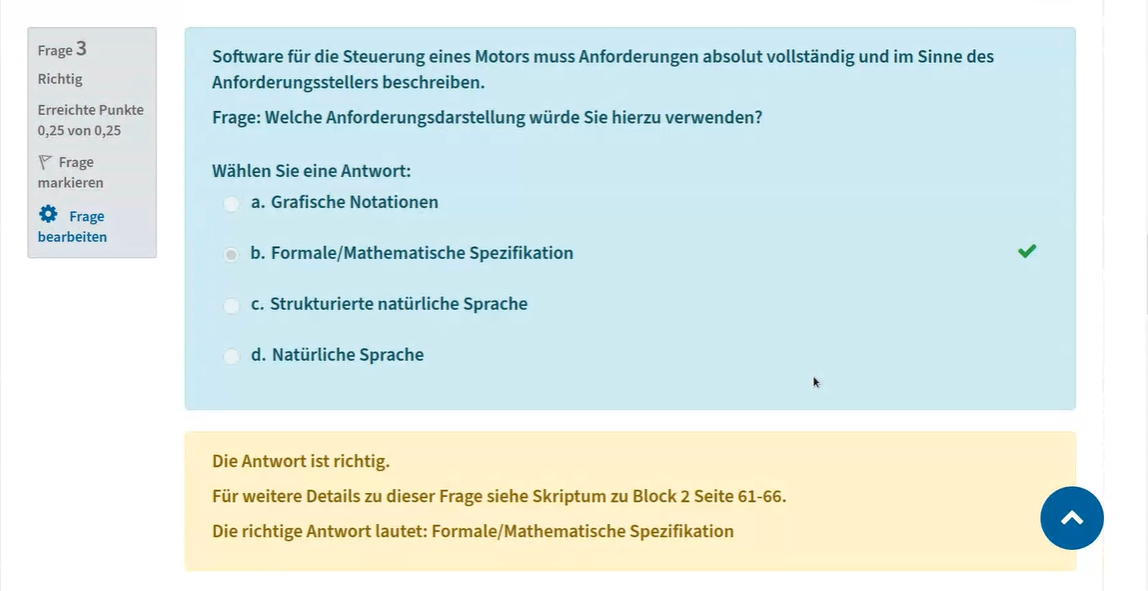 Frage 3
Richtig
Erreichte Punkte
0,25 von 0,25
Frage
markieren
Frage
bearbeiten
Software für die Steuerung eines Motors muss Anforderungen absolut vollständig und im Sinne des
Anforderungsstellers beschreiben.
Frage: Welche Anforderungsdarstellung würde Sie hierzu verwenden?
Wählen Sie eine Antwort:
a. Grafische Notationen
b. Formale/Mathematische Spezifikation
c. Strukturierte natürliche Sprache
d. Natürliche Sprache
Die Antwort ist richtig.
Für weitere Details zu dieser Frage siehe Skriptum zu Block 2 Seite 61-66.
Die richtige Antwort lautet: Formale/Mathematische Spezifikation